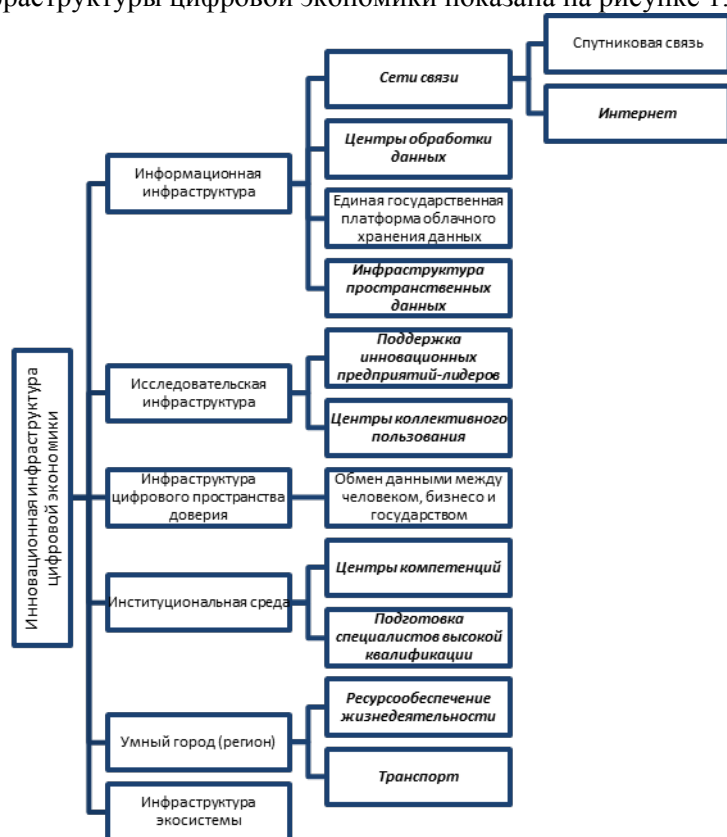 фраструктуры цифровой экономики показана на рисунке 1.
Спутниковая связь
Сети связи
Интернет
Центры обработки
данных
Информационная
инфраструктура
Единая государственная
платформа облачного
хранения данных
Инфраструктура
пространственных
данных
Поддержка
инновационных
предприятий-лидеров
Исследовательская
инфраструктура
Центры коллективного
пользования
Инновационная инфраструктура
цифровой экономики
Инфраструктура
цифрового пространства
доверия
Обмен данными между
человеком, бизнесо и
государством
Центры компетенций
Институциональная среда
Подготовка
специалистов высокой
квалификации
Ресурсообеспечение
жизнедеятельности
Умный город (регион)
Транспорт
Инфраструктура
экосистемы